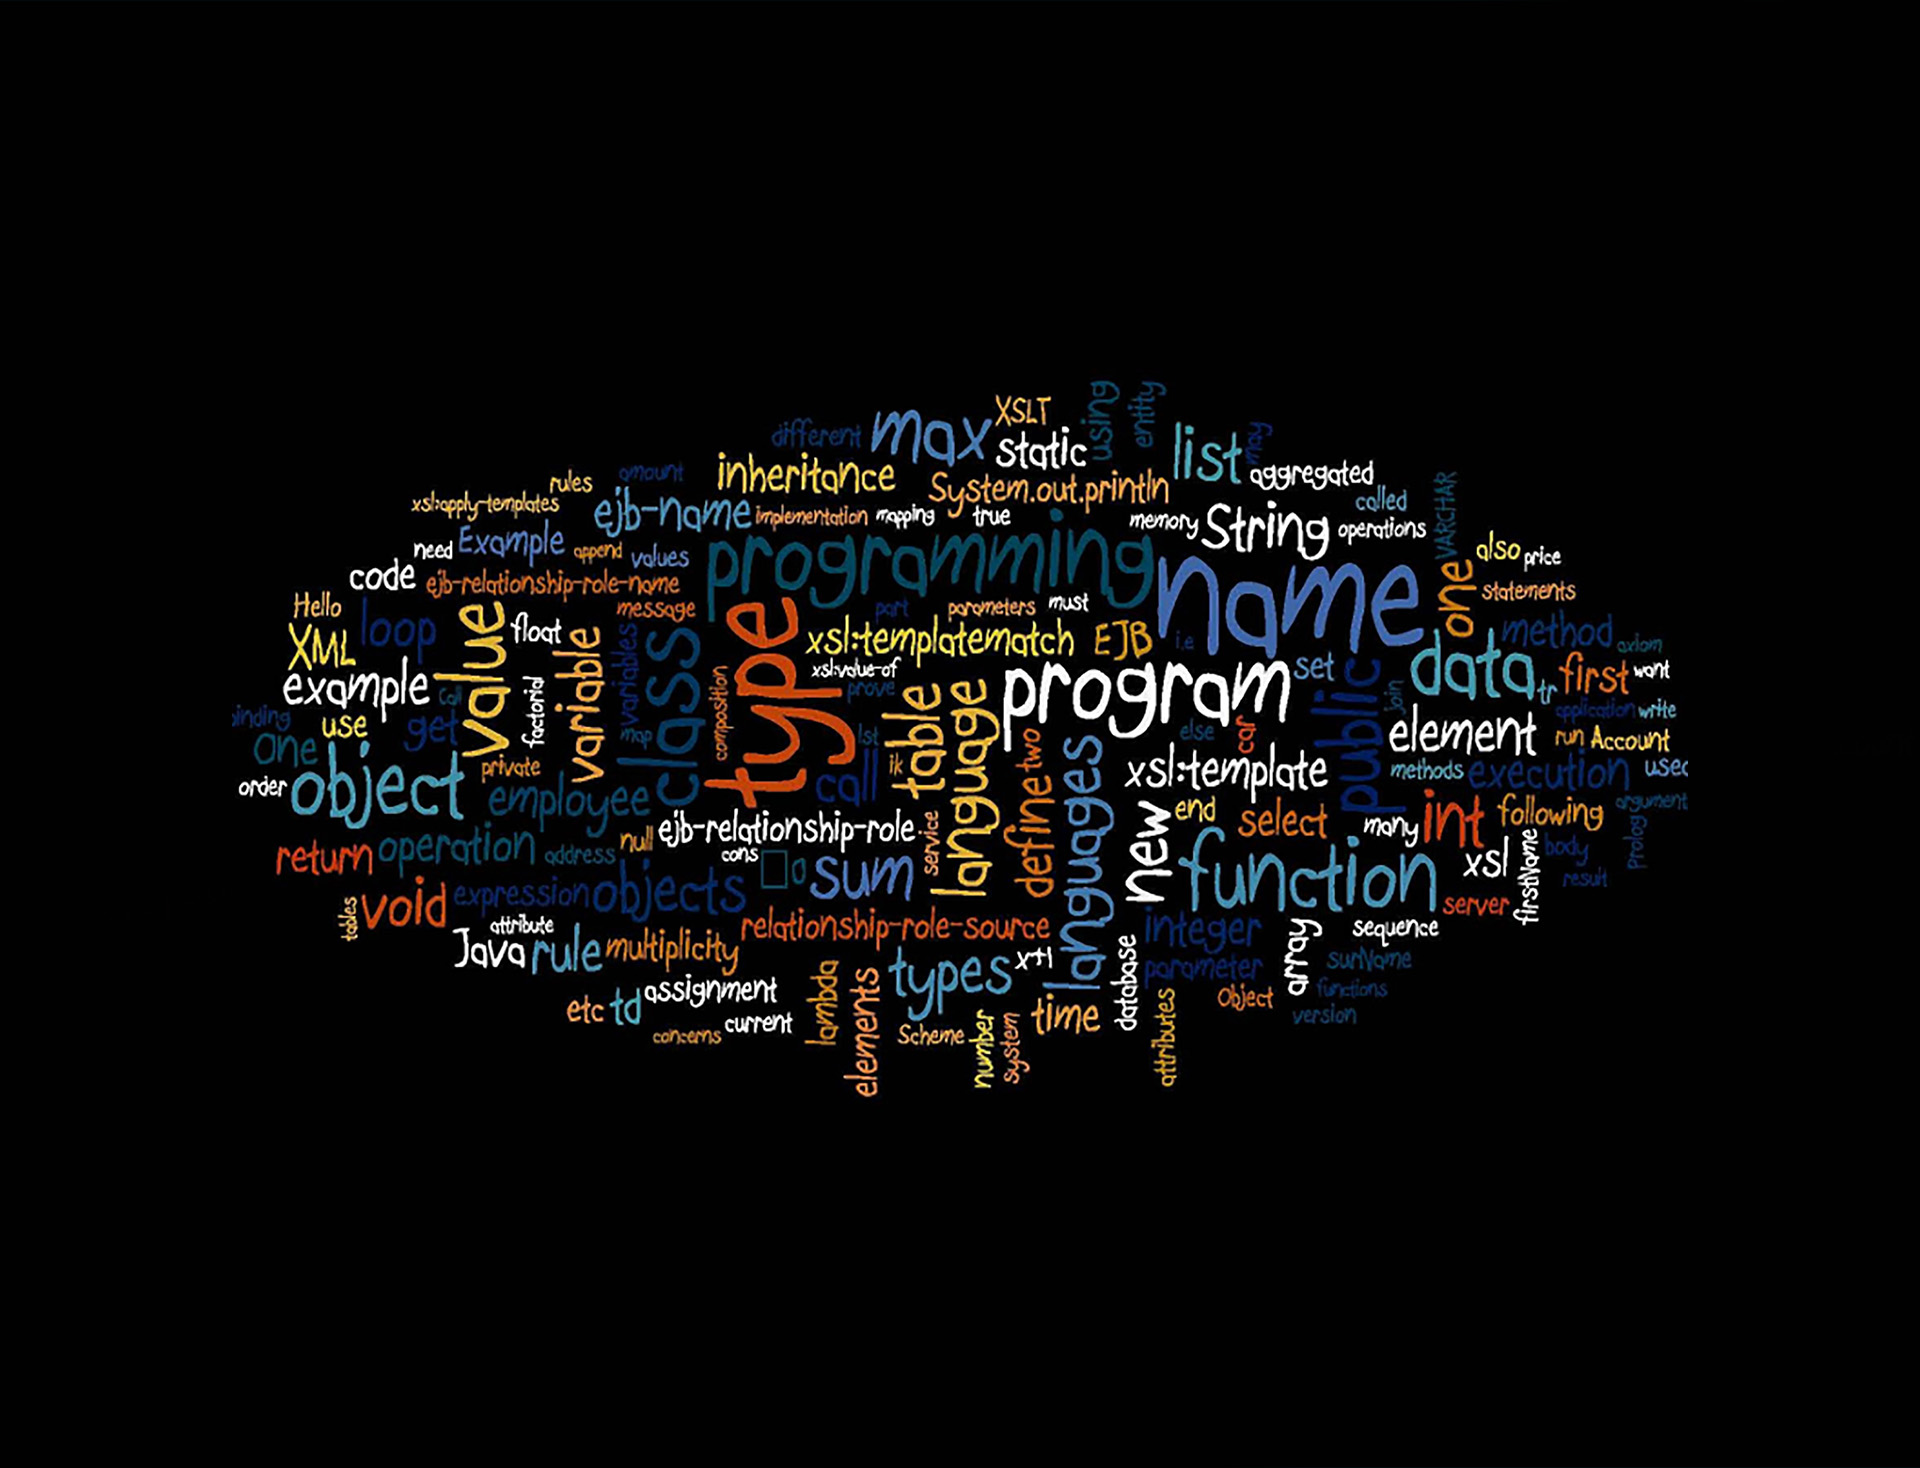 XSLT
using
entity
different
max
static
list
may
rules
amount
inheritance
System.out.println
aggregated
xsl:apply-templates
ejb-name
implementation
mapping
true
memory
String
called
operations
VARCHAR
need
Example
append
values
programming
name
also
price
code
ejb-relationship-role-name
one
statements
Hello
loop
value
float
variable
message
variables
class
type
part
parameters
must
XML
xsl:templatematch
EJB
i.e
method
axiom
example
Call
factorial
composition
xsl:value-of
prove
program
set
public
data
tr
first
want
join
binding
use
get
map
lst
table
language
two
else
car
element
application
write
One
private
run
Account
order
object
employee
call
ik
define
languages
xsl:template
methods
execution
used
return
operation
address
null
ejb-relationship-role
service
new
end
select
many
int
following
argument
cons
0
sum
function
xsl
firstName
body
Prolog
result
tables
void
expression
objects
server
attribute
relationship-role-source
integer
array
sequence
Java
rule
multiplicity
types
x+1
database
parameter
surName
etc
td
assignment
lambda
elements
Object
functions
concerns
current
Scheme
number
system
time
attributes
version